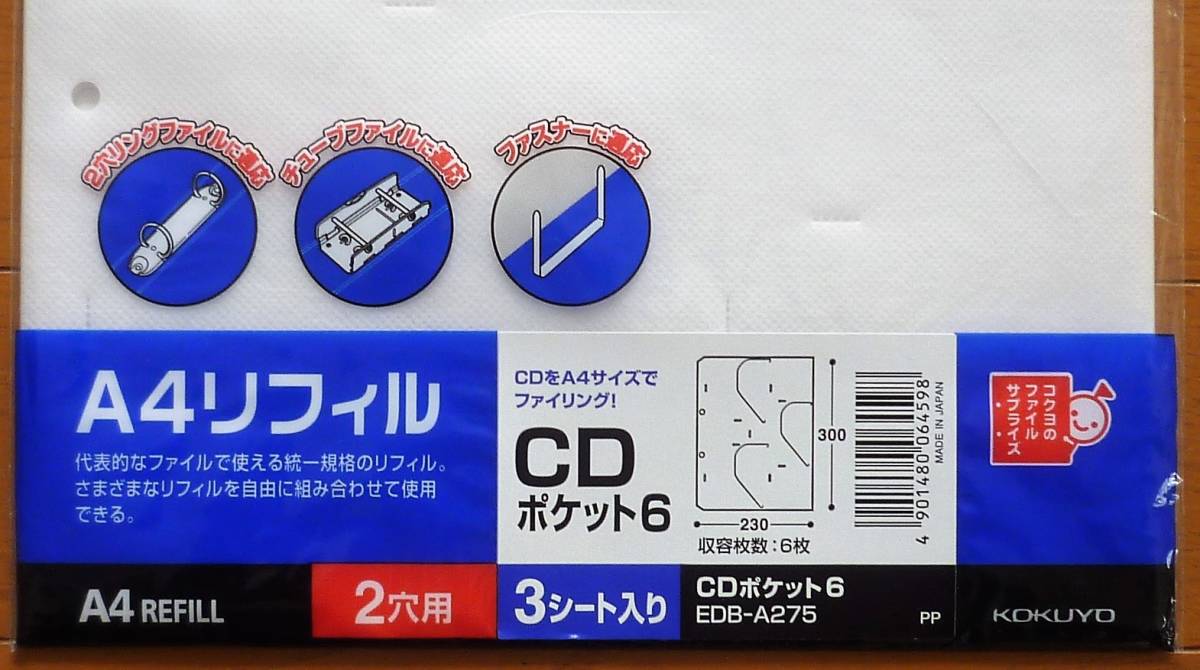 2穴リングファイルに適応
チューブファイルに適応
ファスナーに適応
A4リフィル
代表的なファイルで使える統一規格のリフィル。
さまざまなリフィルを自由に組み合わせて使用
できる。
CDをA4サイズで
ファイリング!
CD
ポケット6
300
230
収容枚数:6枚
4 901480 064598
MADE IN JAPAN
コクヨの
ファイル
サプライズ
A4 REFILL
2穴用
3シート入り
CDポケット6
EDB-A275
PP
KOKUYO